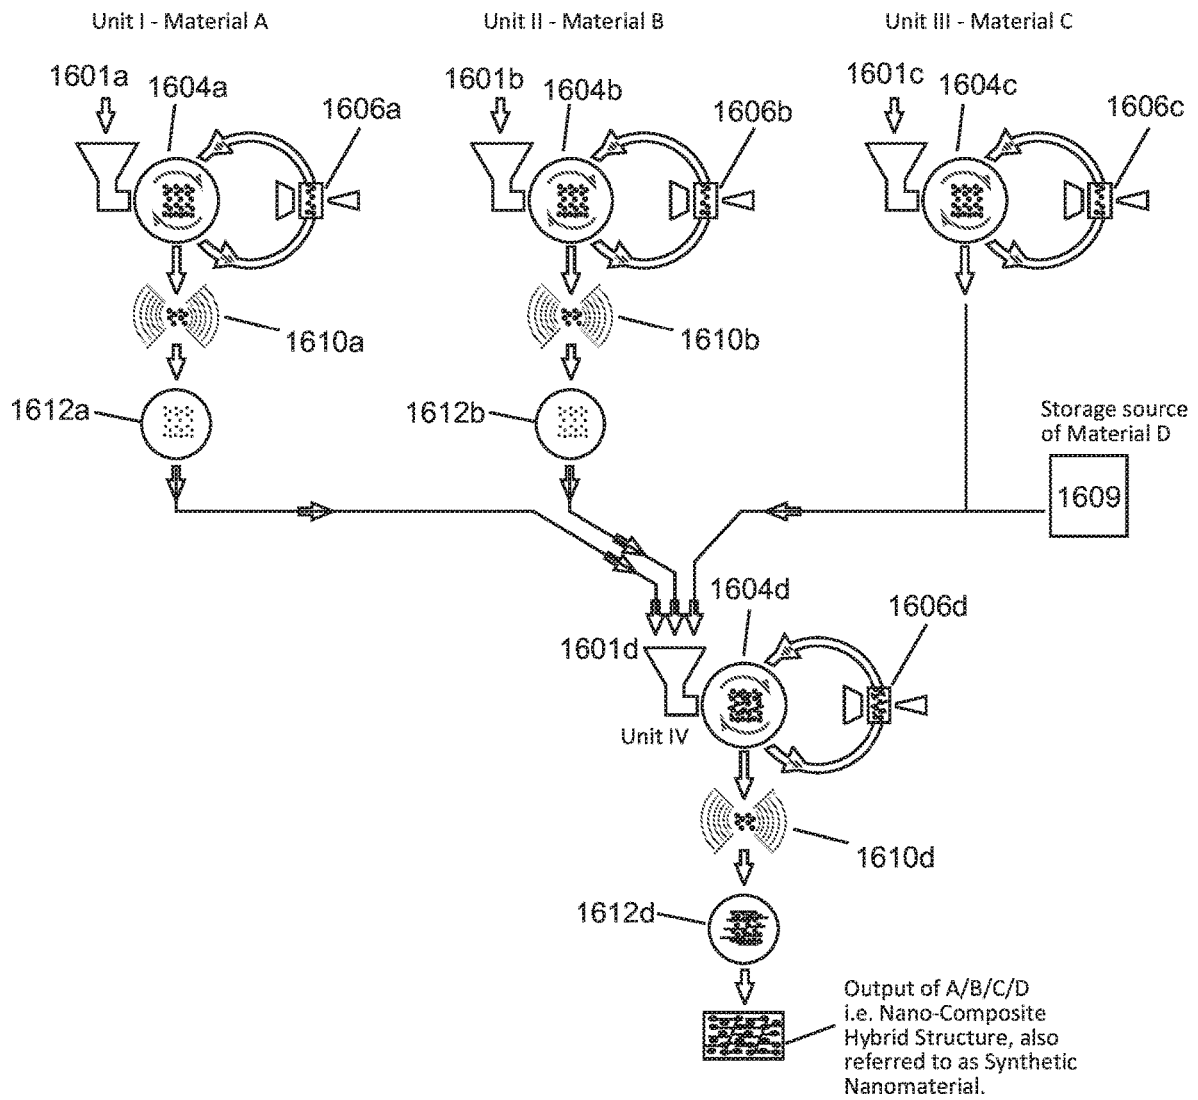 Unit I - Material A
Unit II - Material B
Unit III - Material C
1601a
1604a
1606a
1601b
1604b
1606b
1601c
1604c
1606c
1610a
1610b
1612a
1612b
Storage source
of Material D
1609
1604d
1606d
1601d
Unit IV
1610d
1612d
Output of A/B/C/D
i.e. Nano-Composite
Hybrid Structure, also
referred to as Synthetic
Nanomaterial.